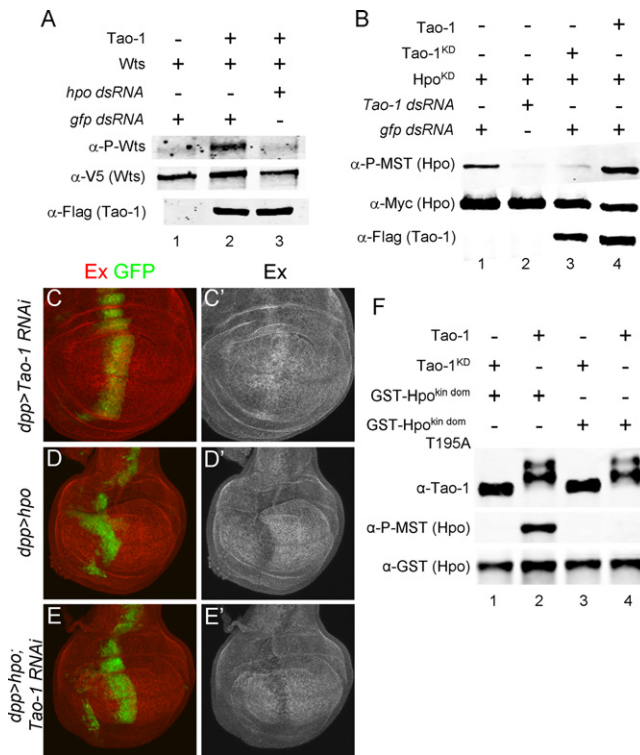 A
Tao-1 - + +
Wts + + +
hpo dsRNA - - +
gfp dsRNA + + -
α-P-Wts
α-V5 (Wts)
α-Flag (Tao-1)
1 2 3
B
Tao-1 - - - +
Tao-1KD - - + -
HpoKD + + + +
Tao-1 dsRNA - + - -
gfp dsRNA + - + +
α-P-MST (Hpo)
α-Myc (Hpo)
α-Flag (Tao-1)
1 2 3 4
Ex GFP
Ex
C
C'
dpp>Tao-1 RNAi
D
D'
dpp>hpo
E
E'
dpp>hpo;
Tao-1 RNAi
F
Tao-1 - + - +
Tao-1KD + - + -
GST-Hpokin dom + + - -
GST-Hpokin dom - - + +
T195A
α-Tao-1
α-P-MST (Hpo)
α-GST (Hpo)
1 2 3 4